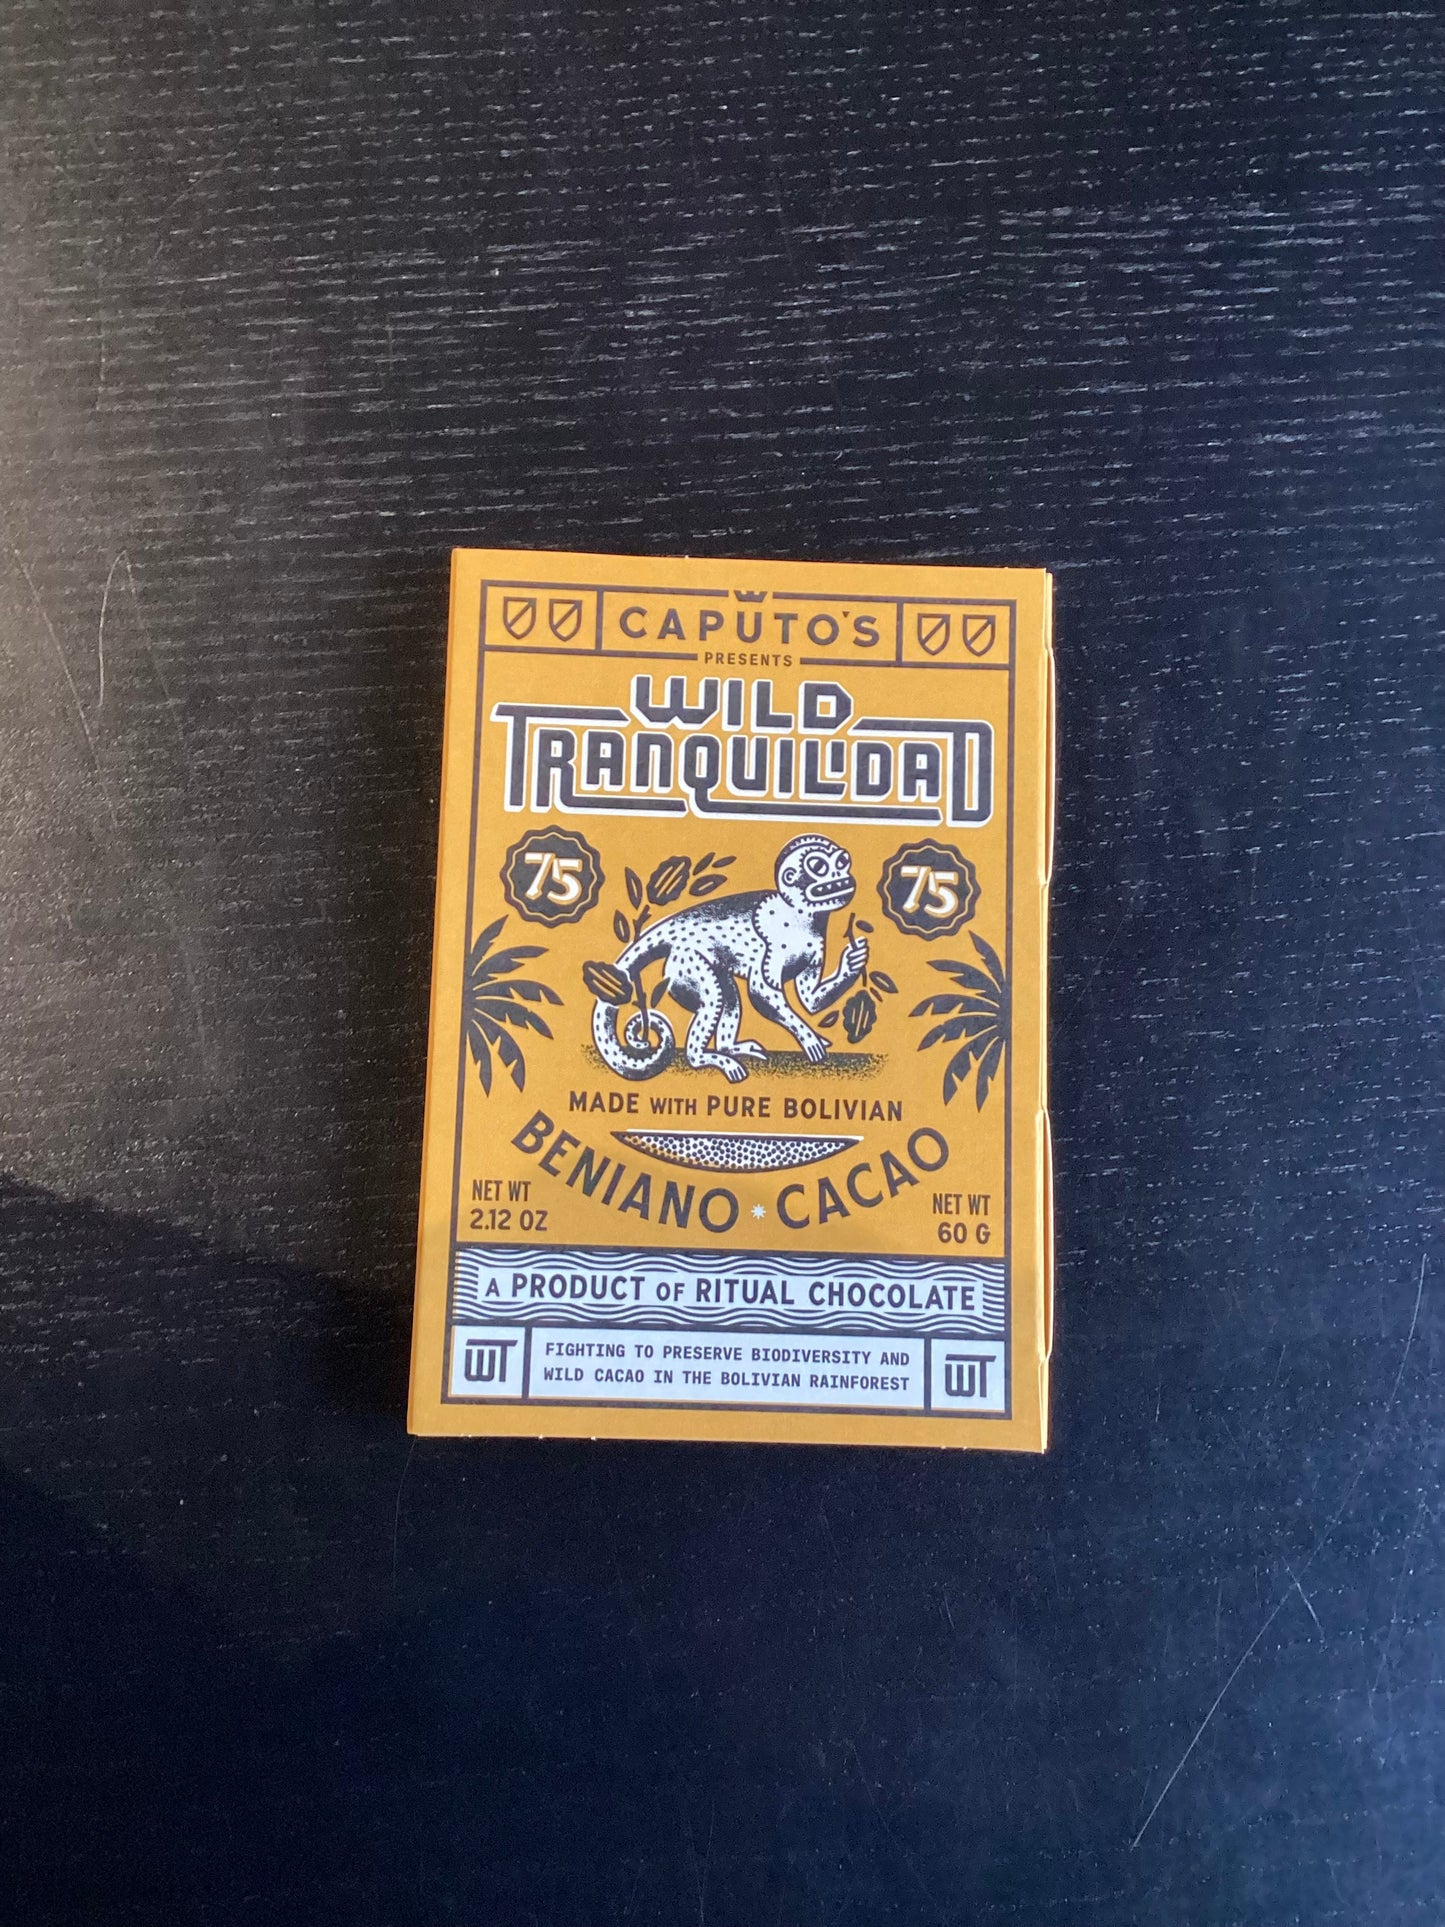 CAPUTO'S
PRESENTS
WILD
TRANQUILIDAD
75 75
MADE WITH PURE BOLIVIAN
BENIANO * CACAO
NET WT
2.12 OZ
NET WT
60 G
A PRODUCT OF RITUAL CHOCOLATE
WT
FIGHTING TO PRESERVE BIODIVERSITY AND
WILD CACAO IN THE BOLIVIAN RAINFOREST
WT